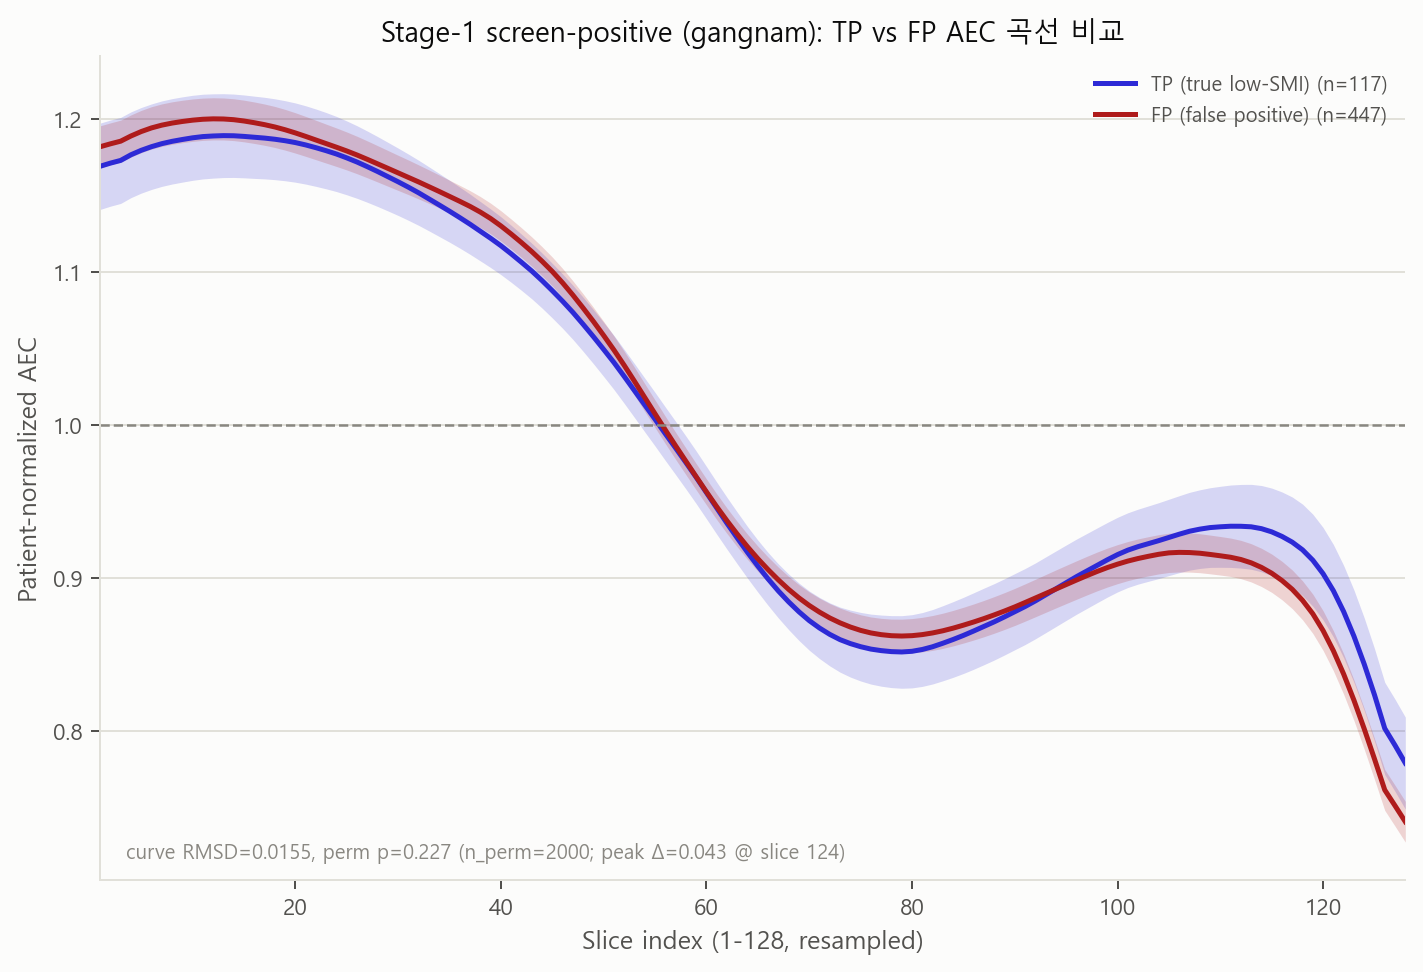 Stage-1 screen-positive (gangnam): TP vs FP AEC 곡선 비교
TP (true low-SMI) (n=117)
FP (false positive) (n=447)
Patient-normalized AEC
1.2
1.1
1.0
0.9
0.8
curve RMSD=0.0155, perm p=0.227 (n_perm=2000; peak Δ=0.043 @ slice 124)
20 40 60 80 100 120
Slice index (1-128, resampled)